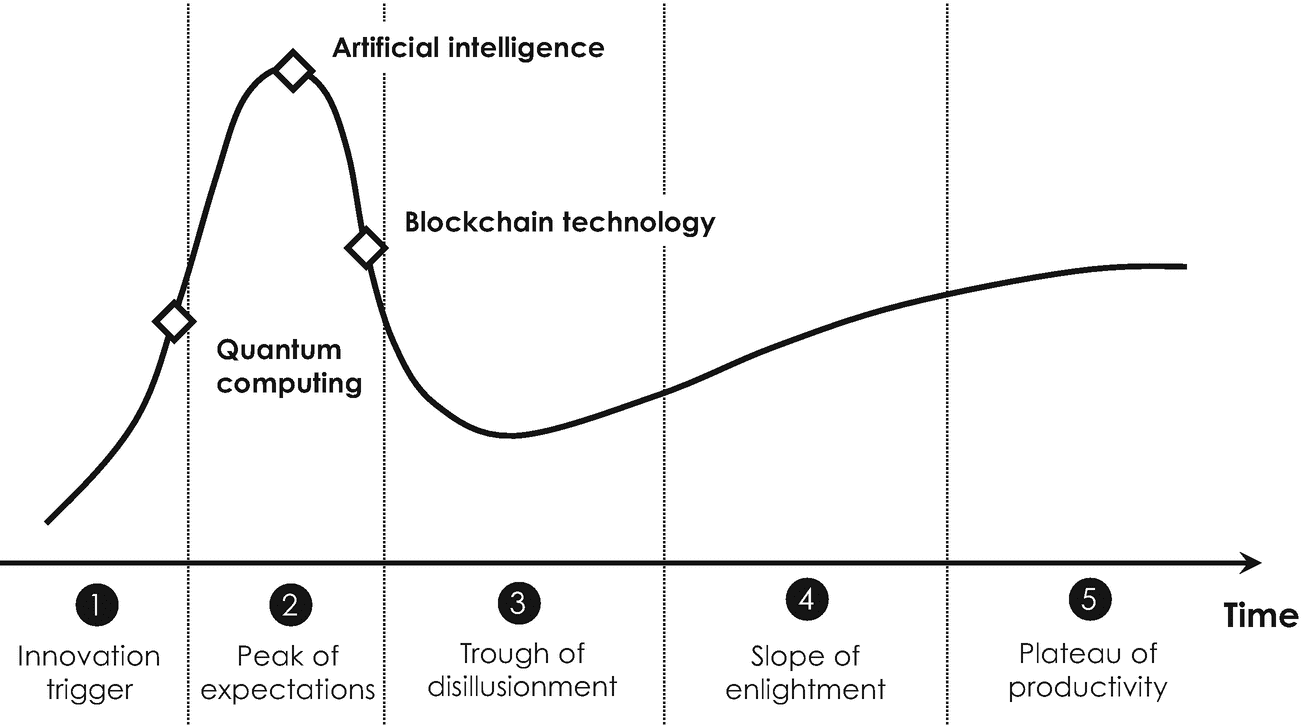 Artificial intelligence
Blockchain technology
Quantum
computing
1
2
3
4
5
Time
Innovation
trigger
Peak of
expectations
Trough of
disillusionment
Slope of
enlightment
Plateau of
productivity